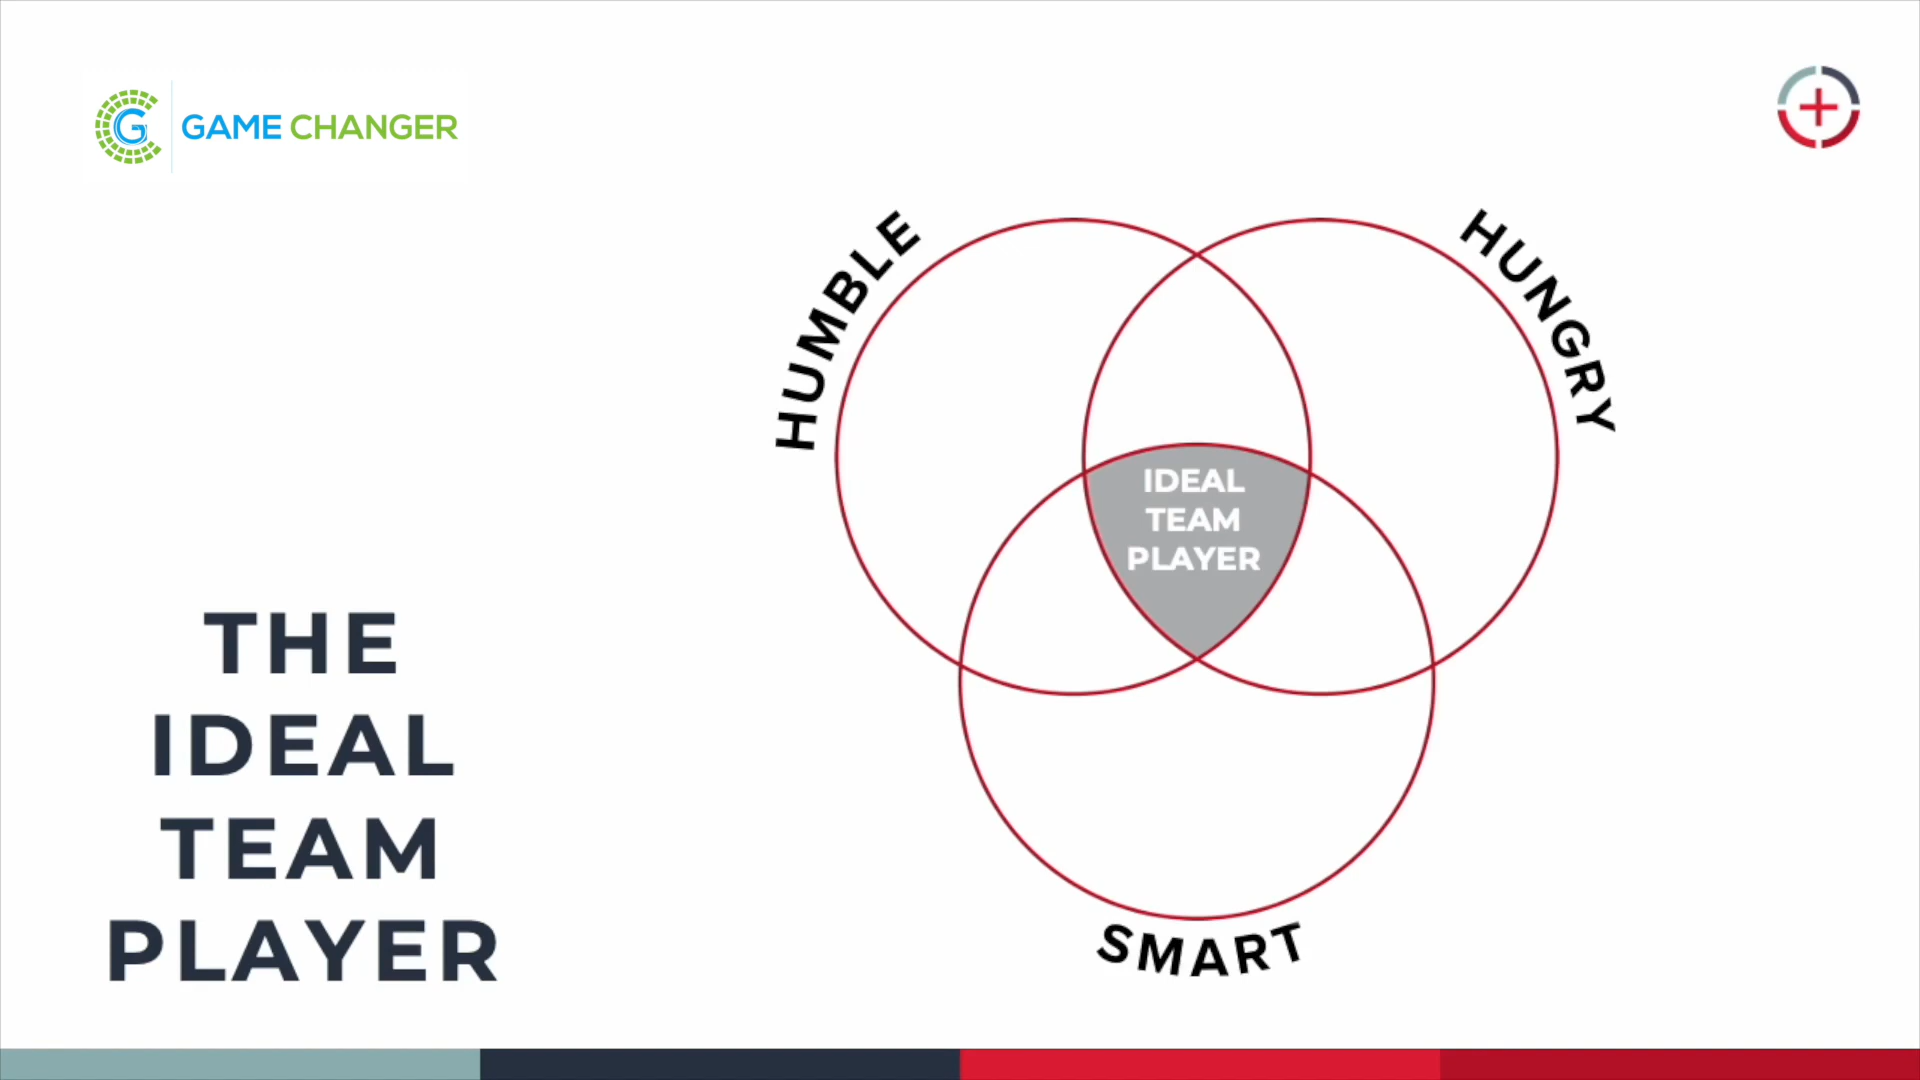 GAME CHANGER
HUMBLE
HUNGRY
IDEAL
TEAM
PLAYER
SMART
THE
IDEAL
TEAM
PLAYER